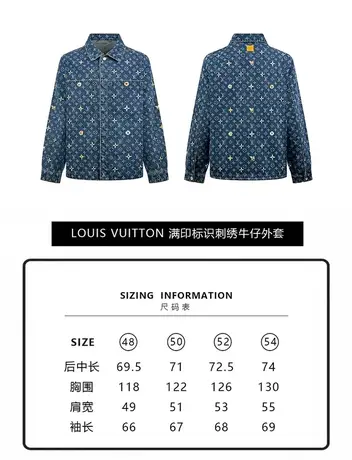 LOUIS VUITTON 满印标识刺绣牛仔外套
SIZING INFORMATION
尺码表
SIZE 48 50 52 54
后中长 69.5 71 72.5 74
胸围 118 122 126 130
肩宽 49 51 53 55
袖长 66 67 68 69